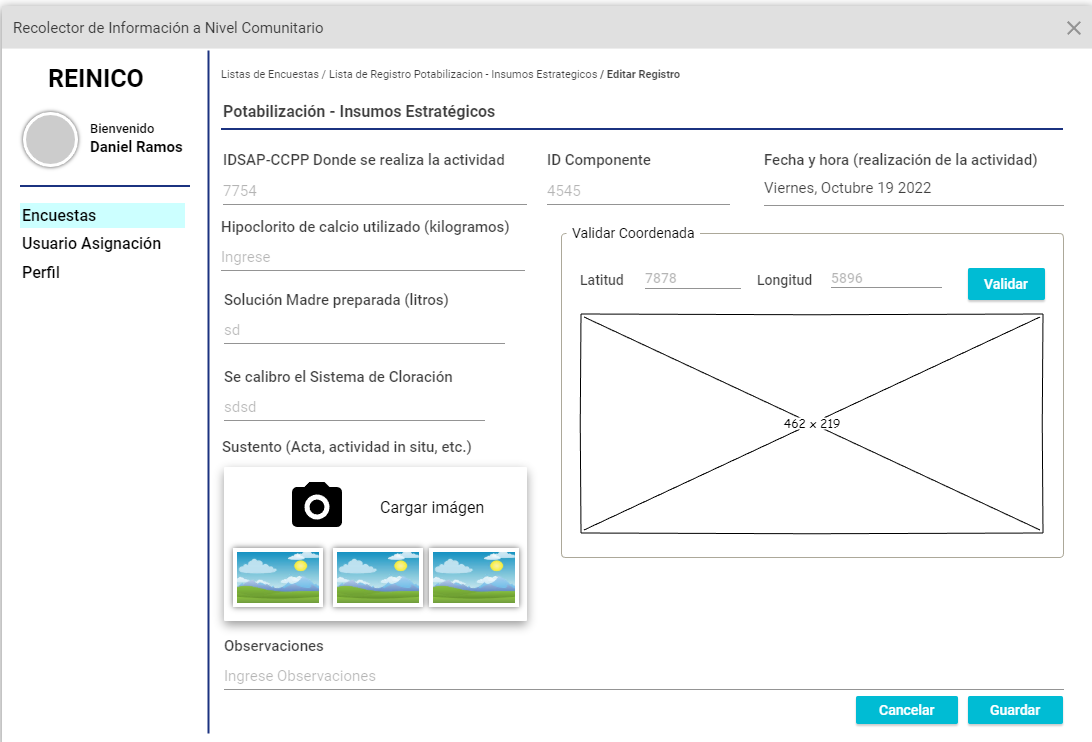 Recolector de Información a Nivel Comunitario
REINICO
Bienvenido
Daniel Ramos
Encuestas
Usuario Asignación
Perfil
Listas de Encuestas / Lista de Registro Potabilizacion - Insumos Estrategicos / Editar Registro
Potabilización - Insumos Estratégicos
IDSAP-CCPP Donde se realiza la actividad
7754
ID Componente
4545
Fecha y hora (realización de la actividad)
Viernes, Octubre 19 2022
Hipoclorito de calcio utilizado (kilogramos)
Ingrese
Solución Madre preparada (litros)
sd
Se calibro el Sistema de Cloración
sdsd
Sustento (Acta, actividad in situ, etc.)
Cargar imágen
Validar Coordenada
Latitud 7878 Longitud 5896 Validar
462 x 219
Observaciones
Ingrese Observaciones
Cancelar Guardar